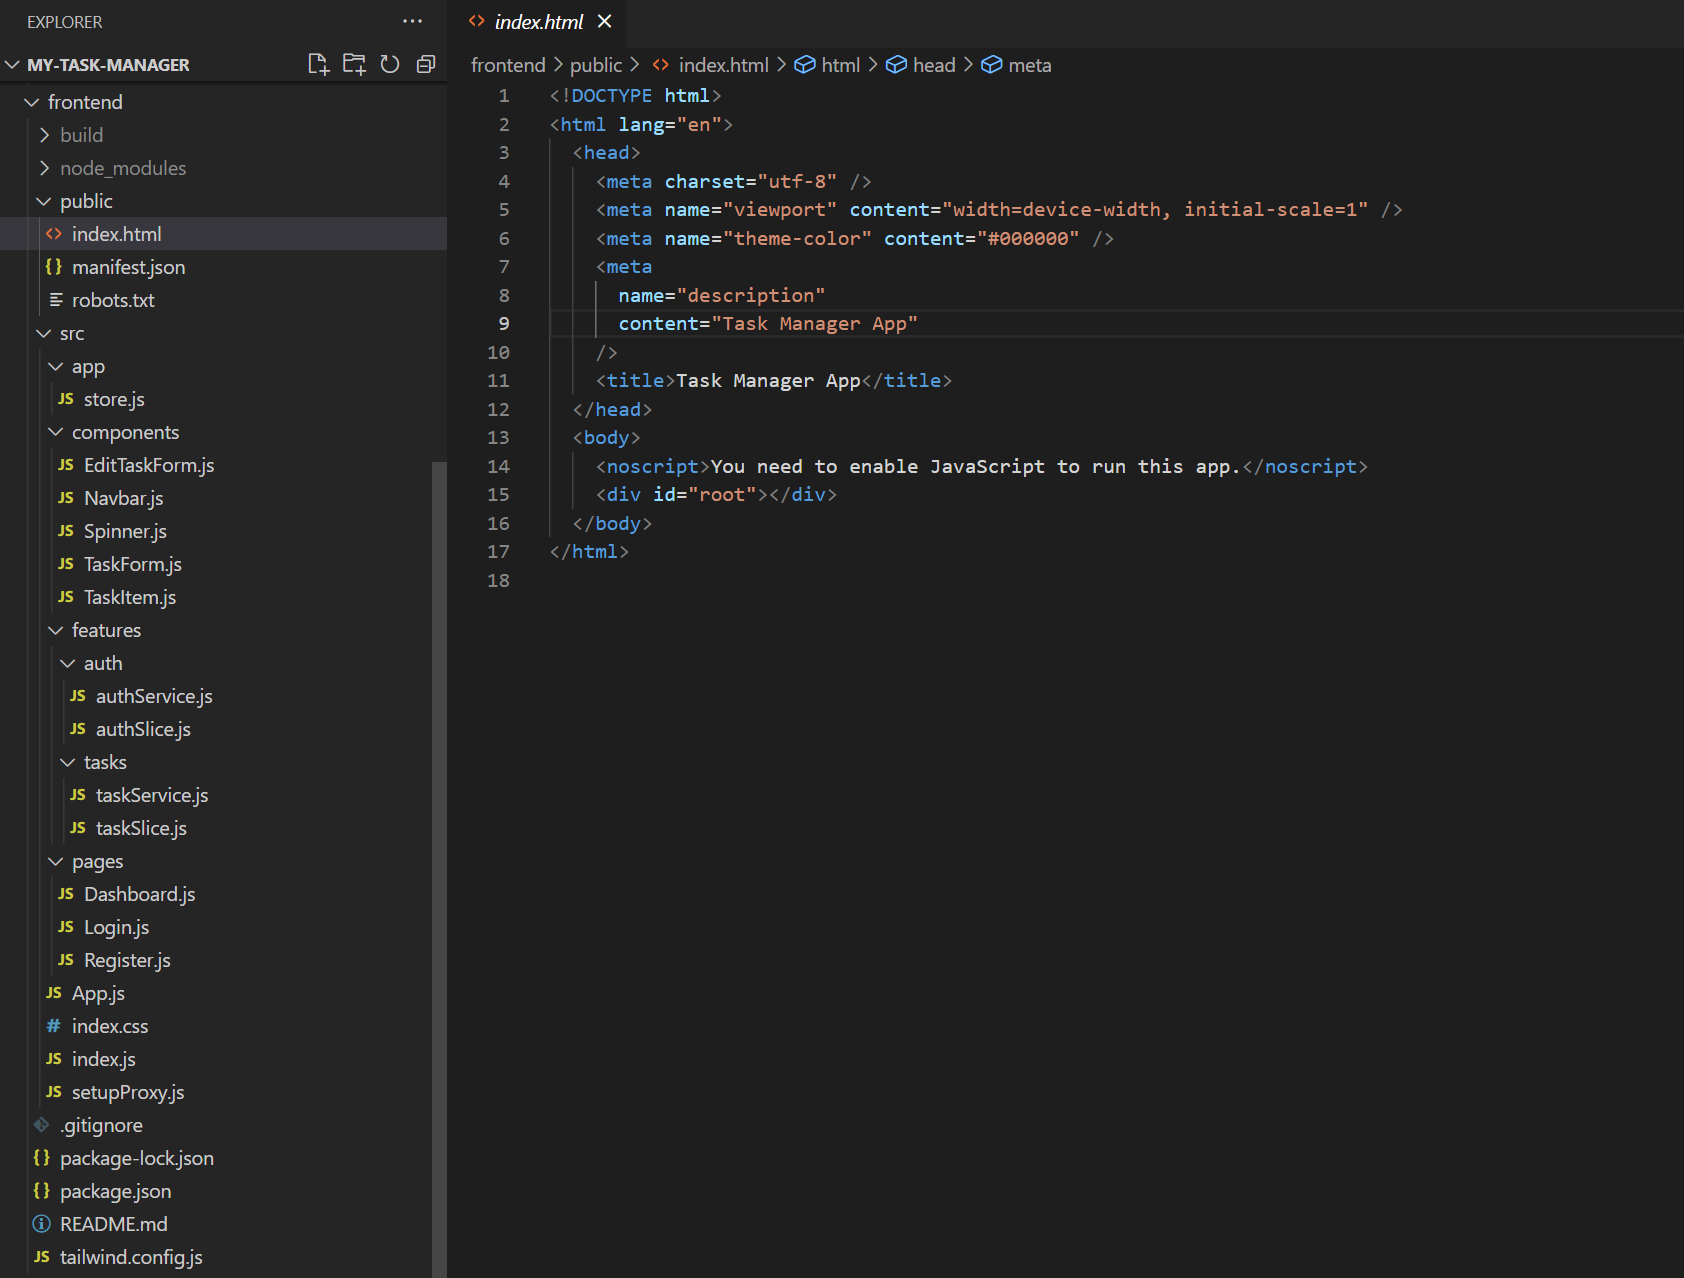 EXPLORER
MY-TASK-MANAGER
frontend
build
node_modules
public
index.html
manifest.json
robots.txt
src
app
JS store.js
components
JS EditTaskForm.js
JS Navbar.js
JS Spinner.js
JS TaskForm.js
JS TaskItem.js
features
auth
JS authService.js
JS authSlice.js
tasks
JS taskService.js
JS taskSlice.js
pages
JS Dashboard.js
JS Login.js
JS Register.js
JS App.js
# index.css
JS index.js
JS setupProxy.js
.gitignore
{} package-lock.json
{} package.json
README.md
JS tailwind.config.js
index.html
frontend > public > index.html > html > head > meta
1 <!DOCTYPE html>
2 <html lang="en">
3 <head>
4 <meta charset="utf-8" />
5 <meta name="viewport" content="width=device-width, initial-scale=1" />
6 <meta name="theme-color" content="#000000" />
7 <meta
8 name="description"
9 content="Task Manager App"
10 />
11 <title>Task Manager App</title>
12 </head>
13 <body>
14 <noscript>You need to enable JavaScript to run this app.</noscript>
15 <div id="root"></div>
16 </body>
17 </html>
18